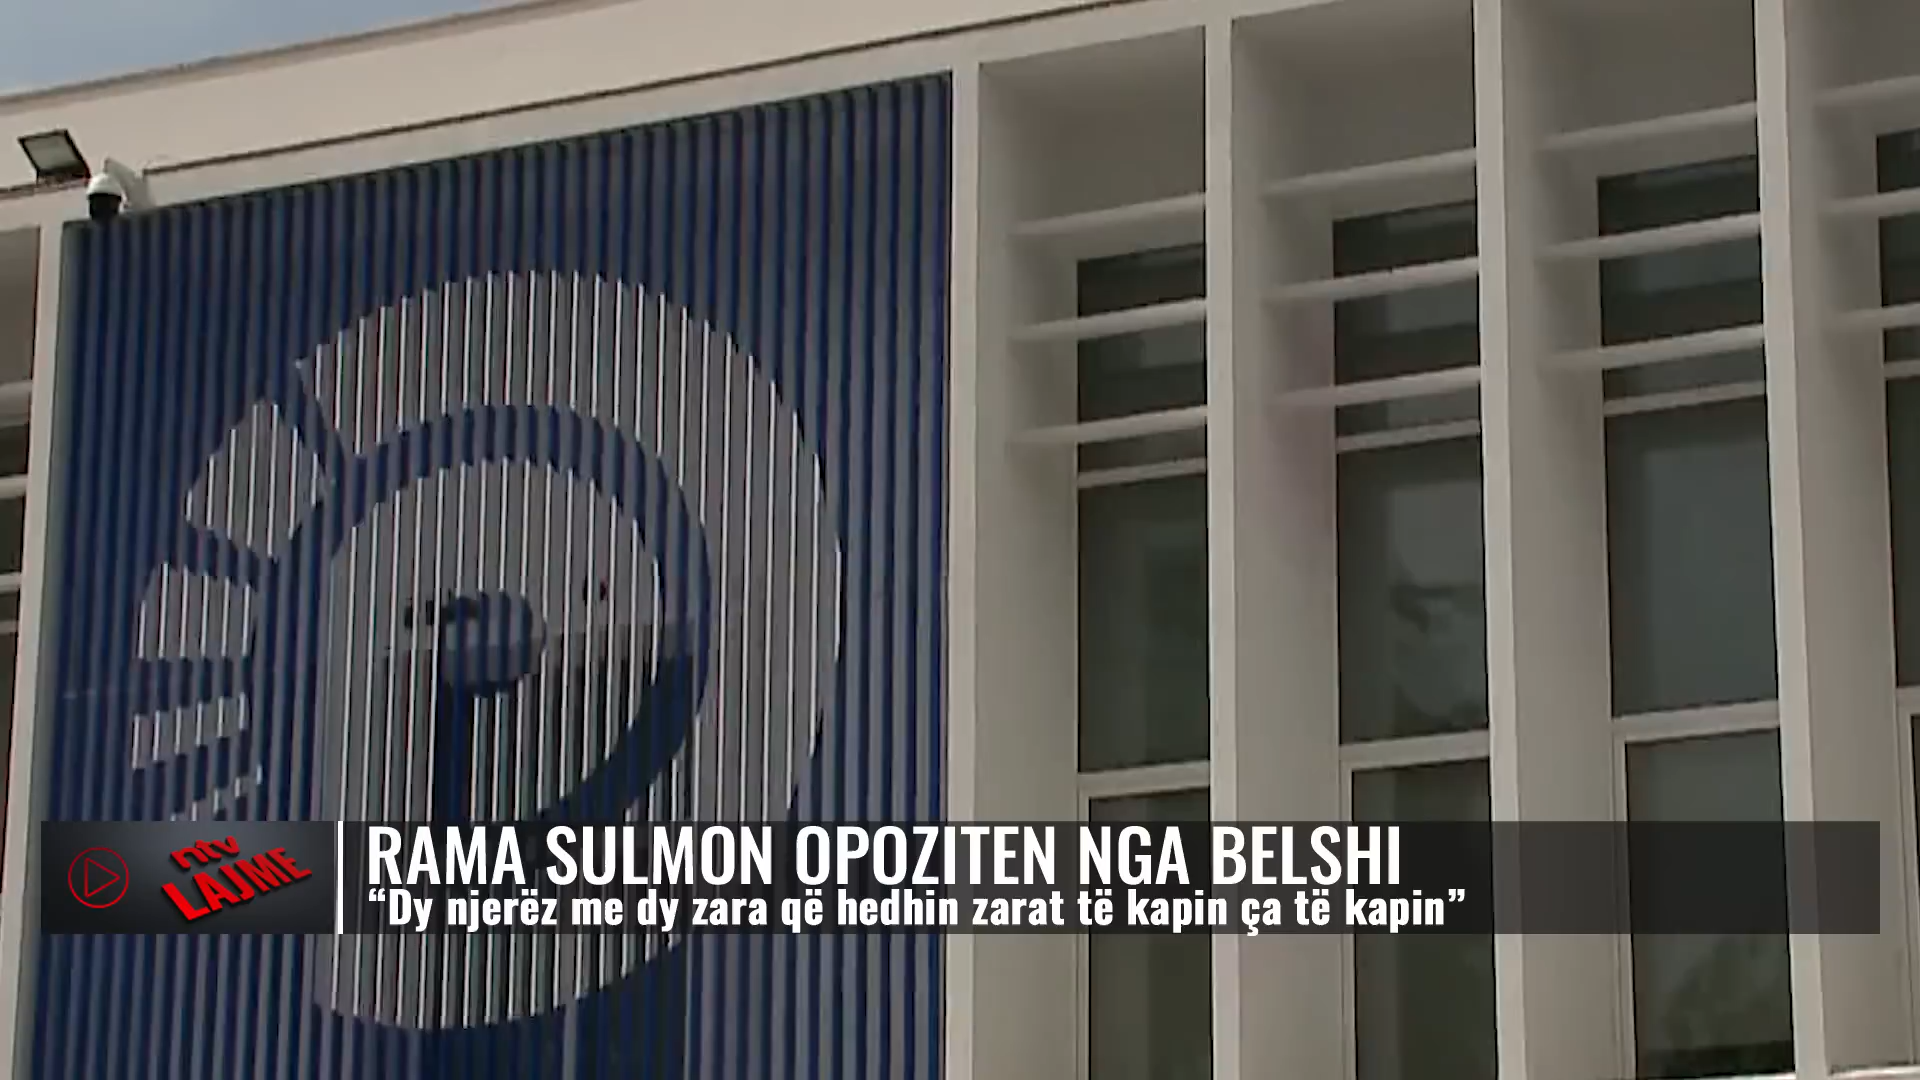 ntv
LAJME
RAMA SULMON OPOZITEN NGA BELSHI
“Dy njerëz me dy zara që hedhin zarat të kapin ça të kapin”